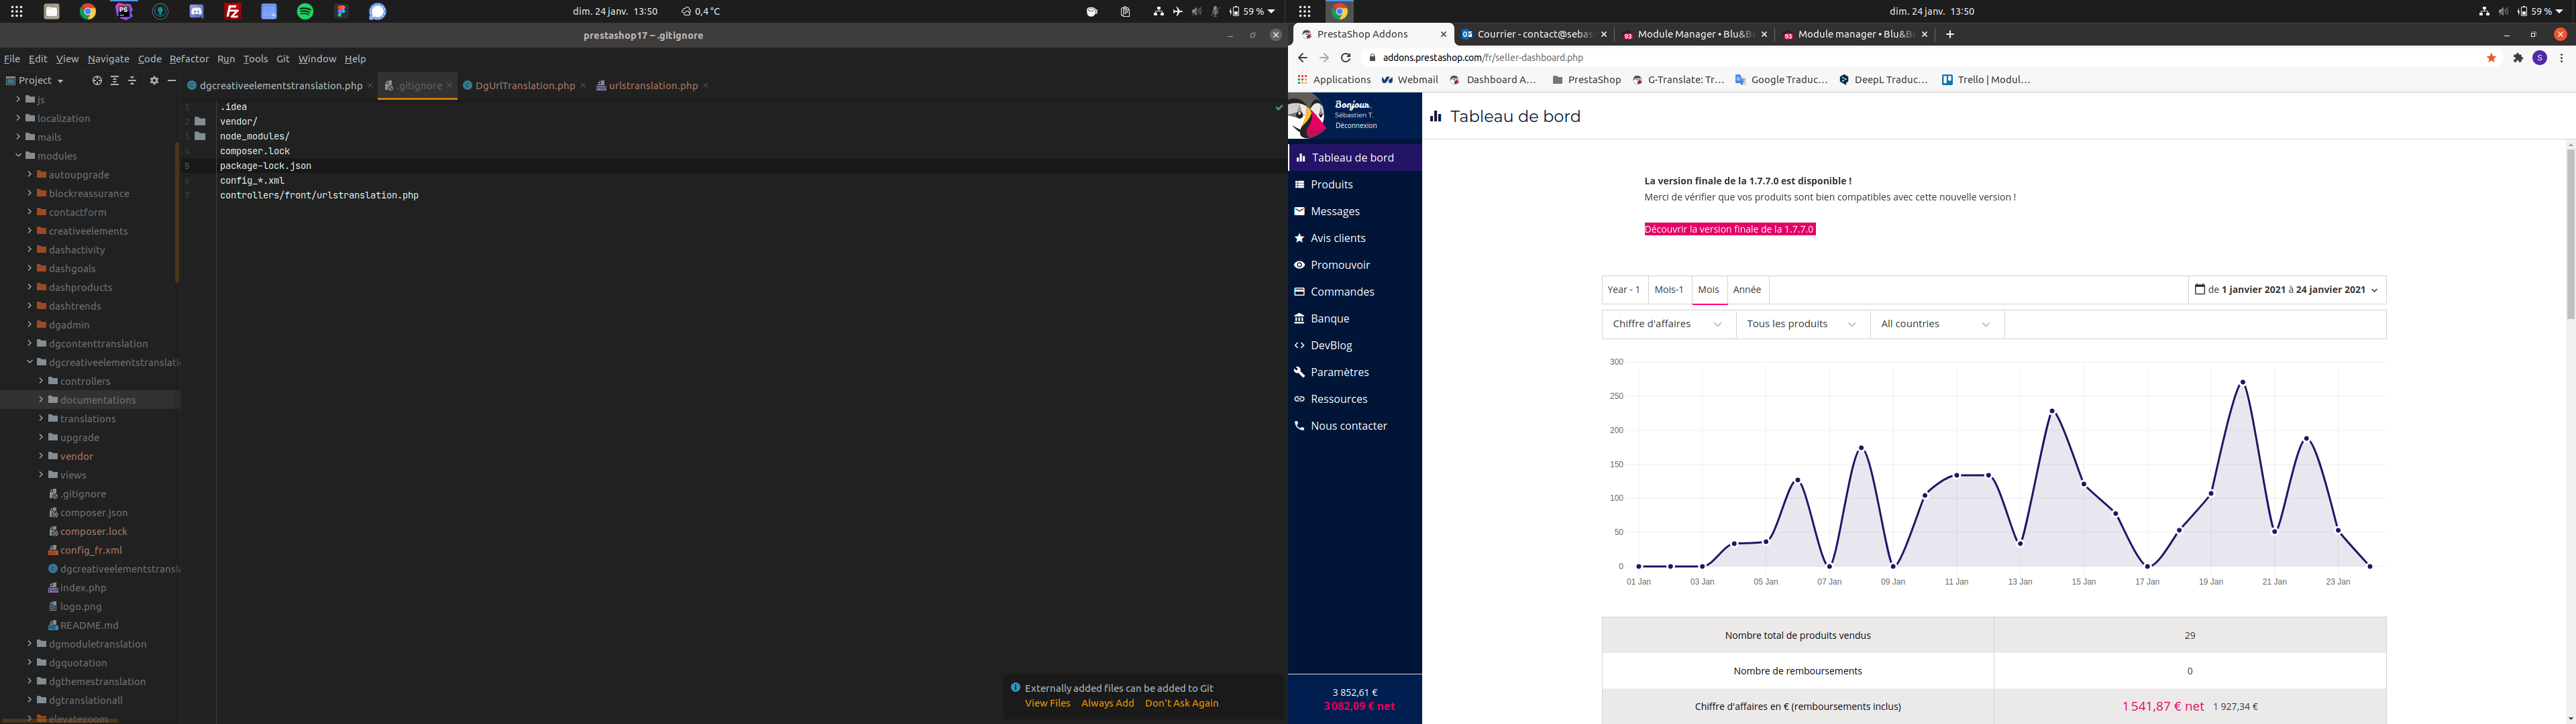 dim. 24 janv. 13:50
0,4 °C
59 %
prestashop17 – .gitignore
File Edit View Navigate Code Refactor Run Tools Git Window Help
Project
dgcreativeelementstranslation.php
.gitignore
DgUrlTranslation.php
urlstranslation.php
js
localization
mails
modules
autoupgrade
blockreassurance
contactform
creativeelements
dashactivity
dashgoals
dashproducts
dashtrends
dgadmin
dgcontenttranslation
dgcreativeelementstranslati
controllers
documentations
translations
upgrade
vendor
views
.gitignore
composer.json
composer.lock
config_fr.xml
dgcreativeelementstransl
index.php
logo.png
README.md
dgmoduletranslation
dgquotation
dgthemestranslation
dgtranslationall
elevatezoom
1 .idea
2 vendor/
3 node_modules/
4 composer.lock
5 package-lock.json
6 config_*.xml
7 controllers/front/urlstranslation.php
Externally added files can be added to Git
View Files Always Add Don't Ask Again
dim. 24 janv. 13:50
59 %
PrestaShop Addons
Courrier - contact@sebas
Module Manager • Blu&B
Module manager • Blu&B
addons.prestashop.com/fr/seller-dashboard.php
S
Applications
Webmail
Dashboard A...
PrestaShop
G-Translate: Tr...
Google Traduc...
DeepL Traduc...
Trello | Modul...
Bonjour,
Sébastien T.
Déconnexion
Tableau de bord
Produits
Messages
Avis clients
Promouvoir
Commandes
Banque
DevBlog
Paramètres
Ressources
Nous contacter
3 852,61 €
3 082,09 € net
Tableau de bord
La version finale de la 1.7.7.0 est disponible !
Merci de vérifier que vos produits sont bien compatibles avec cette nouvelle version !
Découvrir la version finale de la 1.7.7.0
Year - 1 Mois-1 Mois Année
de 1 janvier 2021 à 24 janvier 2021
Chiffre d'affaires
Tous les produits
All countries
300
250
200
150
100
50
0
01 Jan 03 Jan 05 Jan 07 Jan 09 Jan 11 Jan 13 Jan 15 Jan 17 Jan 19 Jan 21 Jan 23 Jan
Nombre total de produits vendus 29
Nombre de remboursements 0
Chiffre d'affaires en € (remboursements inclus) 1 541,87 € net 1 927,34 €